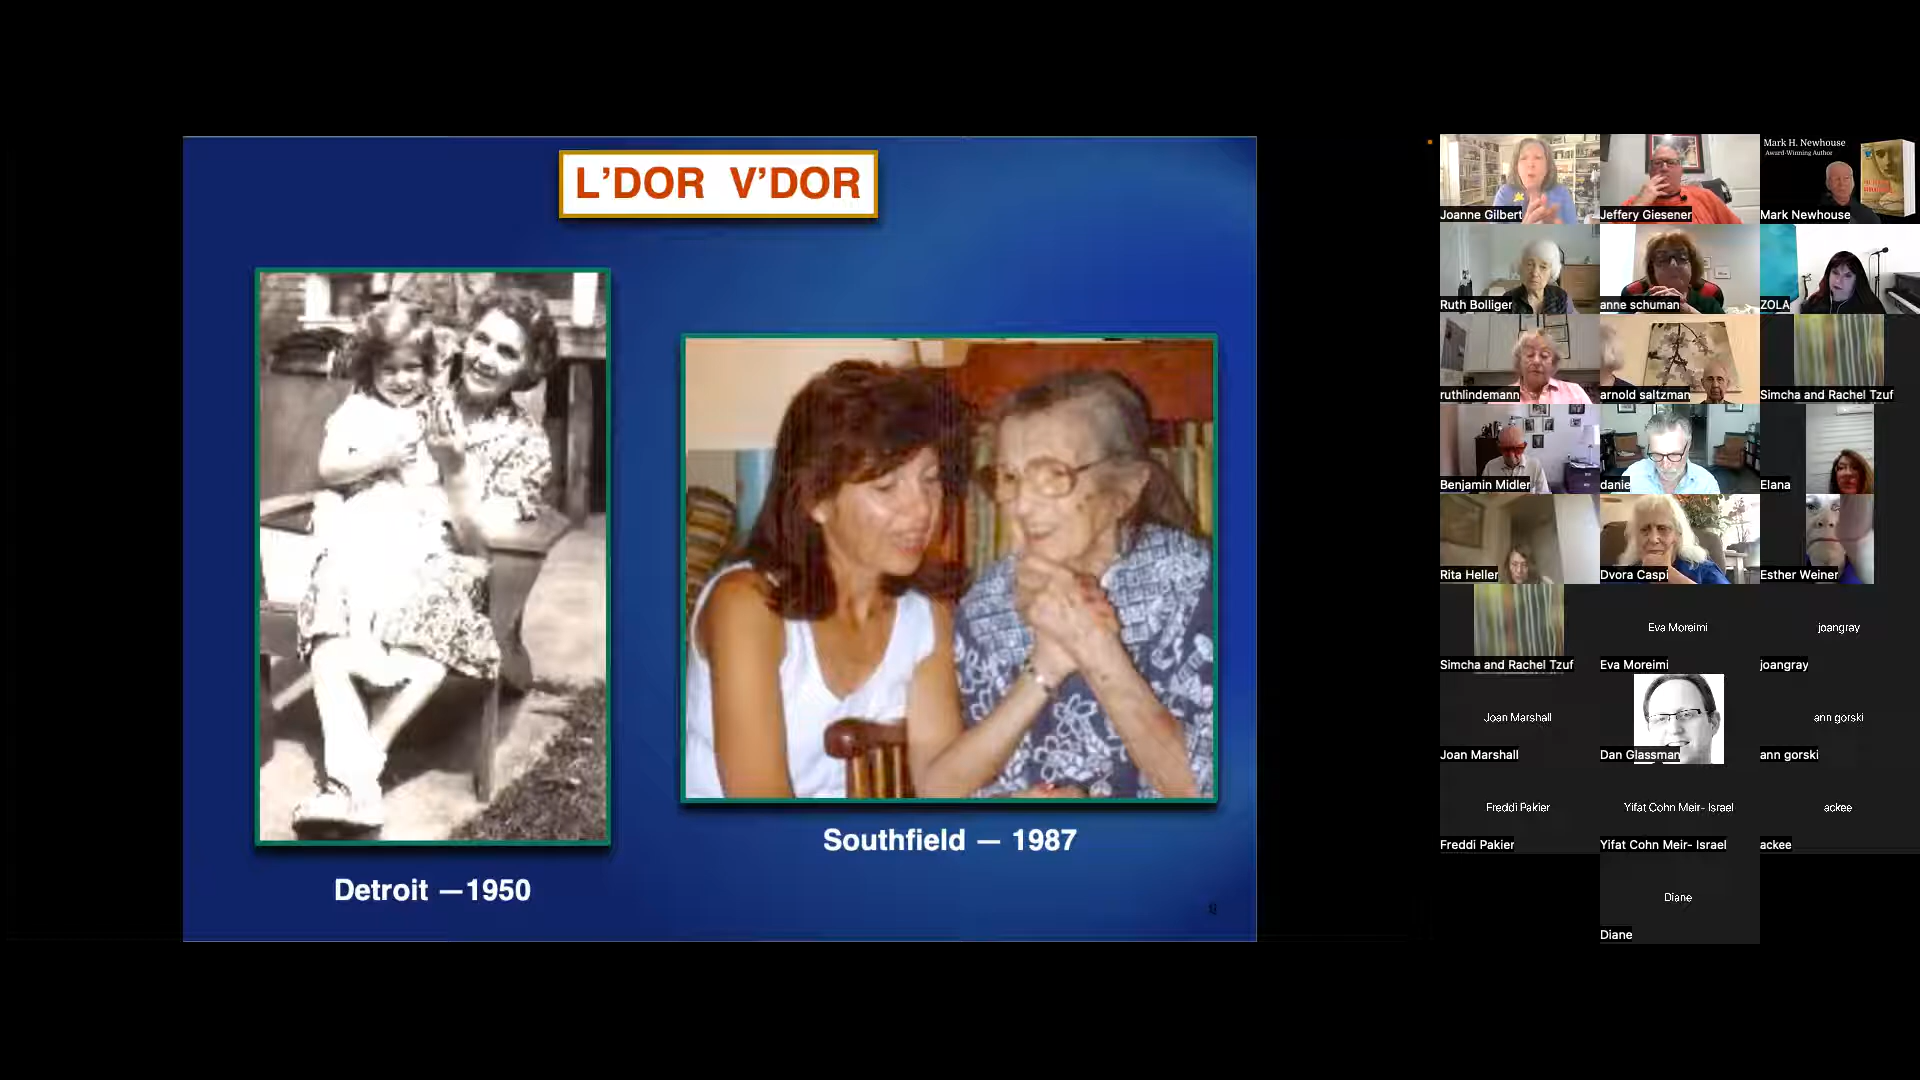 L'DOR V'DOR
Detroit —1950
Southfield — 1987
Joanne Gilbert
Jeffery Giesener
Mark H. Newhouse
Award-Winning Author
Mark Newhouse
Ruth Bolliger
anne schuman
ZOLA
ruthlindemann
arnold saltzman
Simcha and Rachel Tzuf
Benjamin Midler
danie
Elana
Rita Heller
Dvora Caspi
Esther Weiner
Simcha and Rachel Tzuf
Eva Moreimi
Eva Moreimi
joangray
joangray
Joan Marshall
Joan Marshall
Dan Glassman
ann gorski
ann gorski
Freddi Pakier
Freddi Pakier
Yifat Cohn Meir- Israel
Yifat Cohn Meir- Israel
ackee
ackee
Diane
Diane